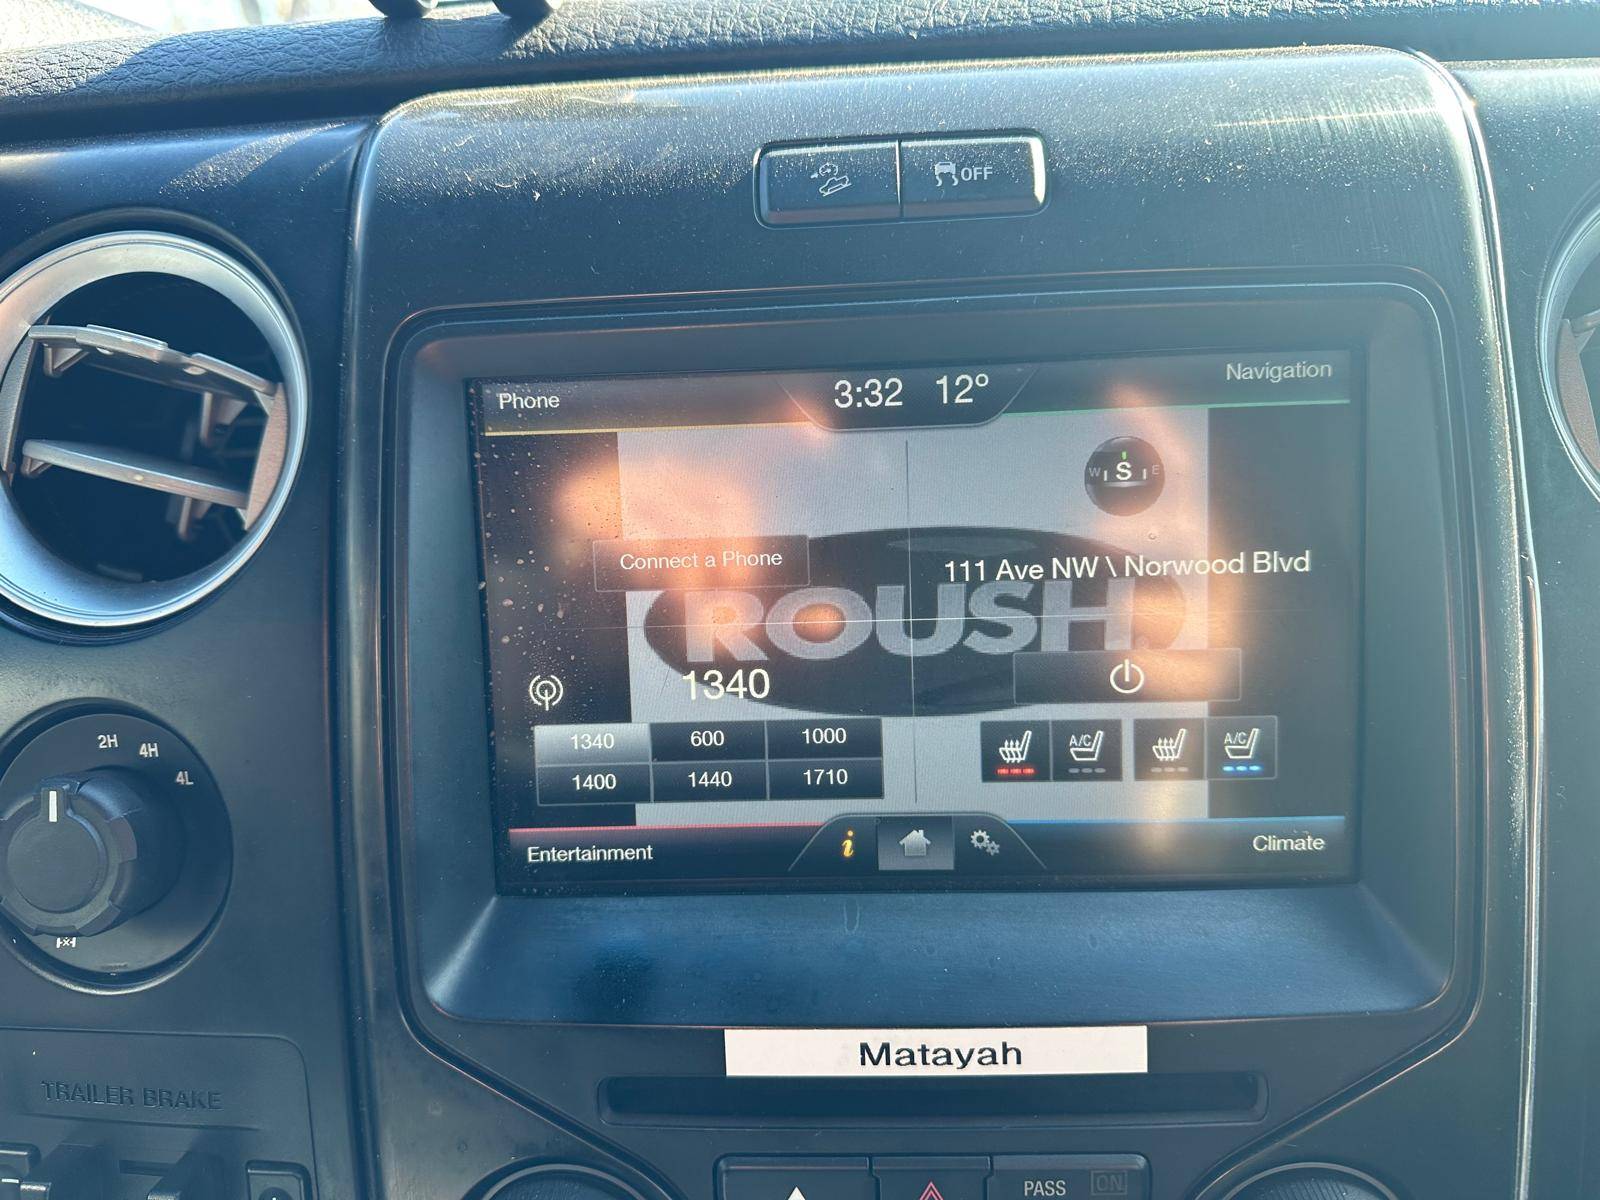 OFF
Phone
3:32 12°
Navigation
W S E
Connect a Phone
111 Ave NW \ Norwood Blvd
ROUSH
1340
1340 600 1000
1400 1440 1710
A/C
A/C
Entertainment
i
Climate
2H
4H
4L
Matayah
TRAILER BRAKE
PASS
ON